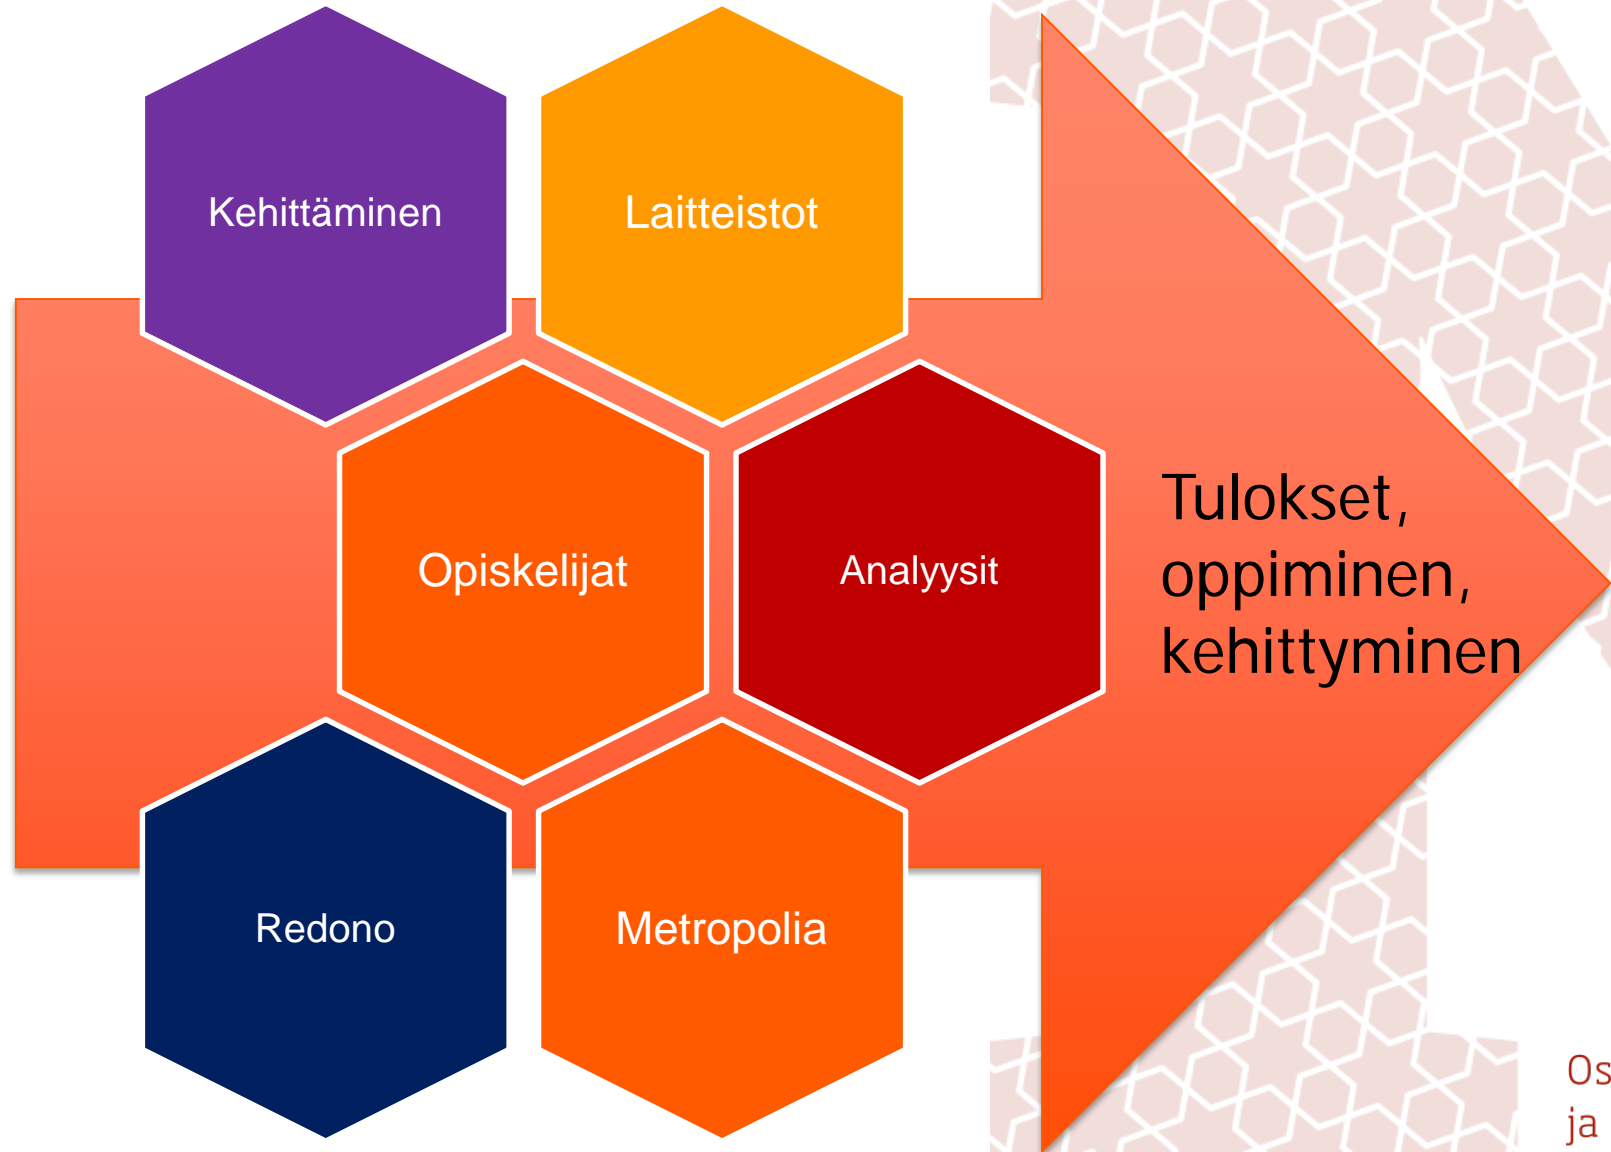 Kehittäminen
Laitteistot
Opiskelijat
Analyysit
Tulokset,
oppiminen,
kehittyminen
Redono
Metropolia
Os
ja